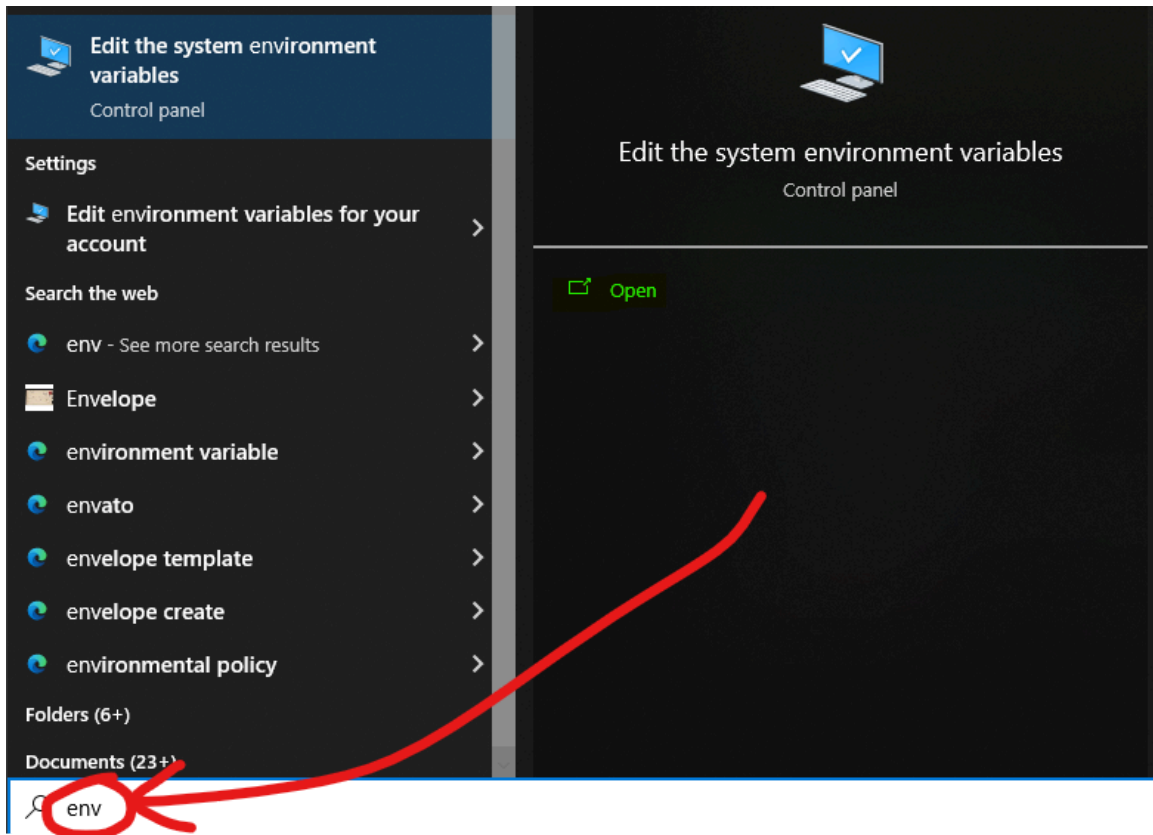 Edit the system environment
variables
Control panel
Settings
Edit environment variables for your
account
Search the web
env - See more search results
Envelope
environment variable
envato
envelope template
envelope create
environmental policy
Folders (6+)
Documents (23+)
env
Edit the system environment variables
Control panel
Open